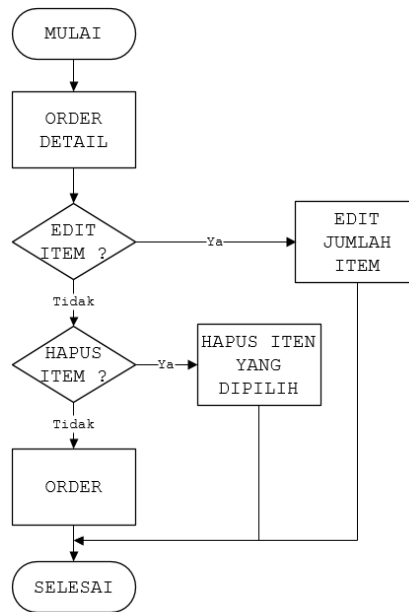 MULAI
ORDER
DETAIL
EDIT
ITEM ?
Ya
EDIT
JUMLAH
ITEM
Tidak
HAPUS
ITEM ?
Ya
HAPUS ITEN
YANG
DIPILIH
Tidak
ORDER
SELESAI